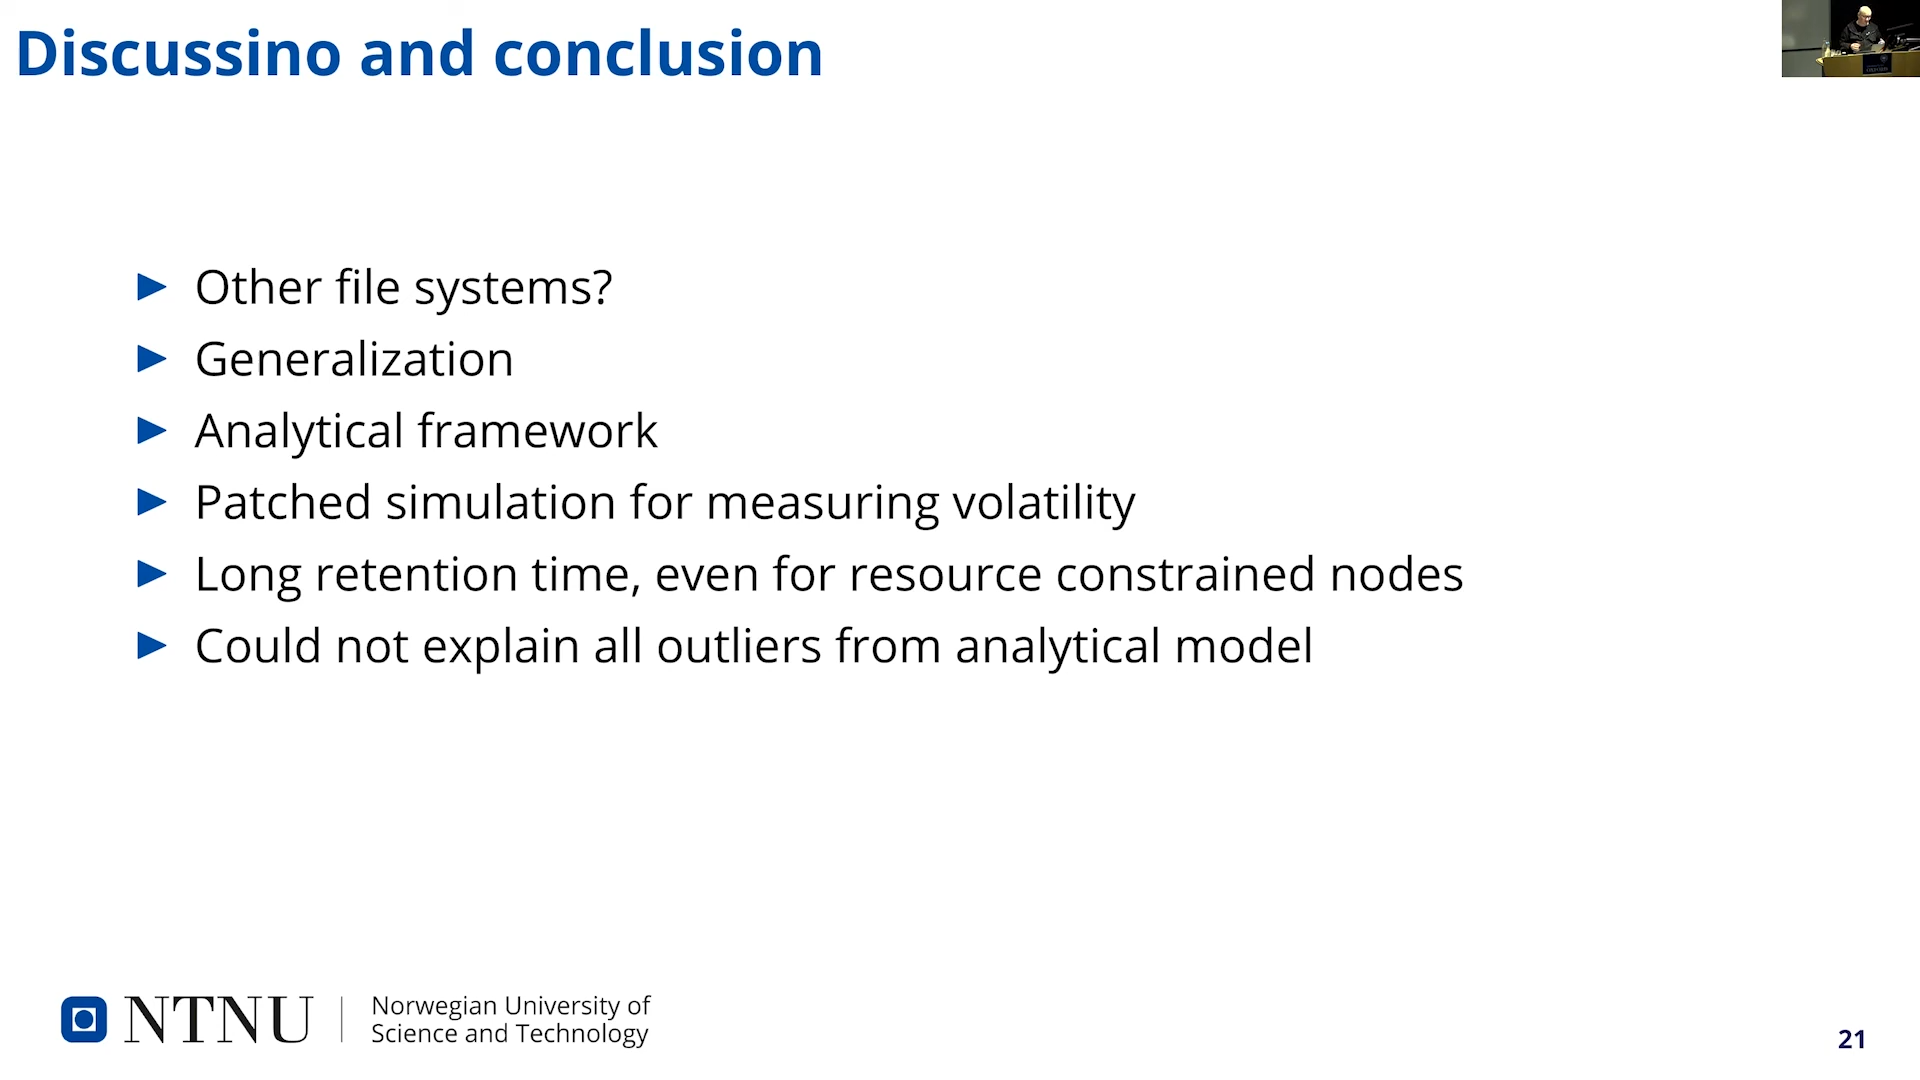 Discussino and conclusion
Other file systems?
Generalization
Analytical framework
Patched simulation for measuring volatility
Long retention time, even for resource constrained nodes
Could not explain all outliers from analytical model
NTNU
Norwegian University of
Science and Technology
21